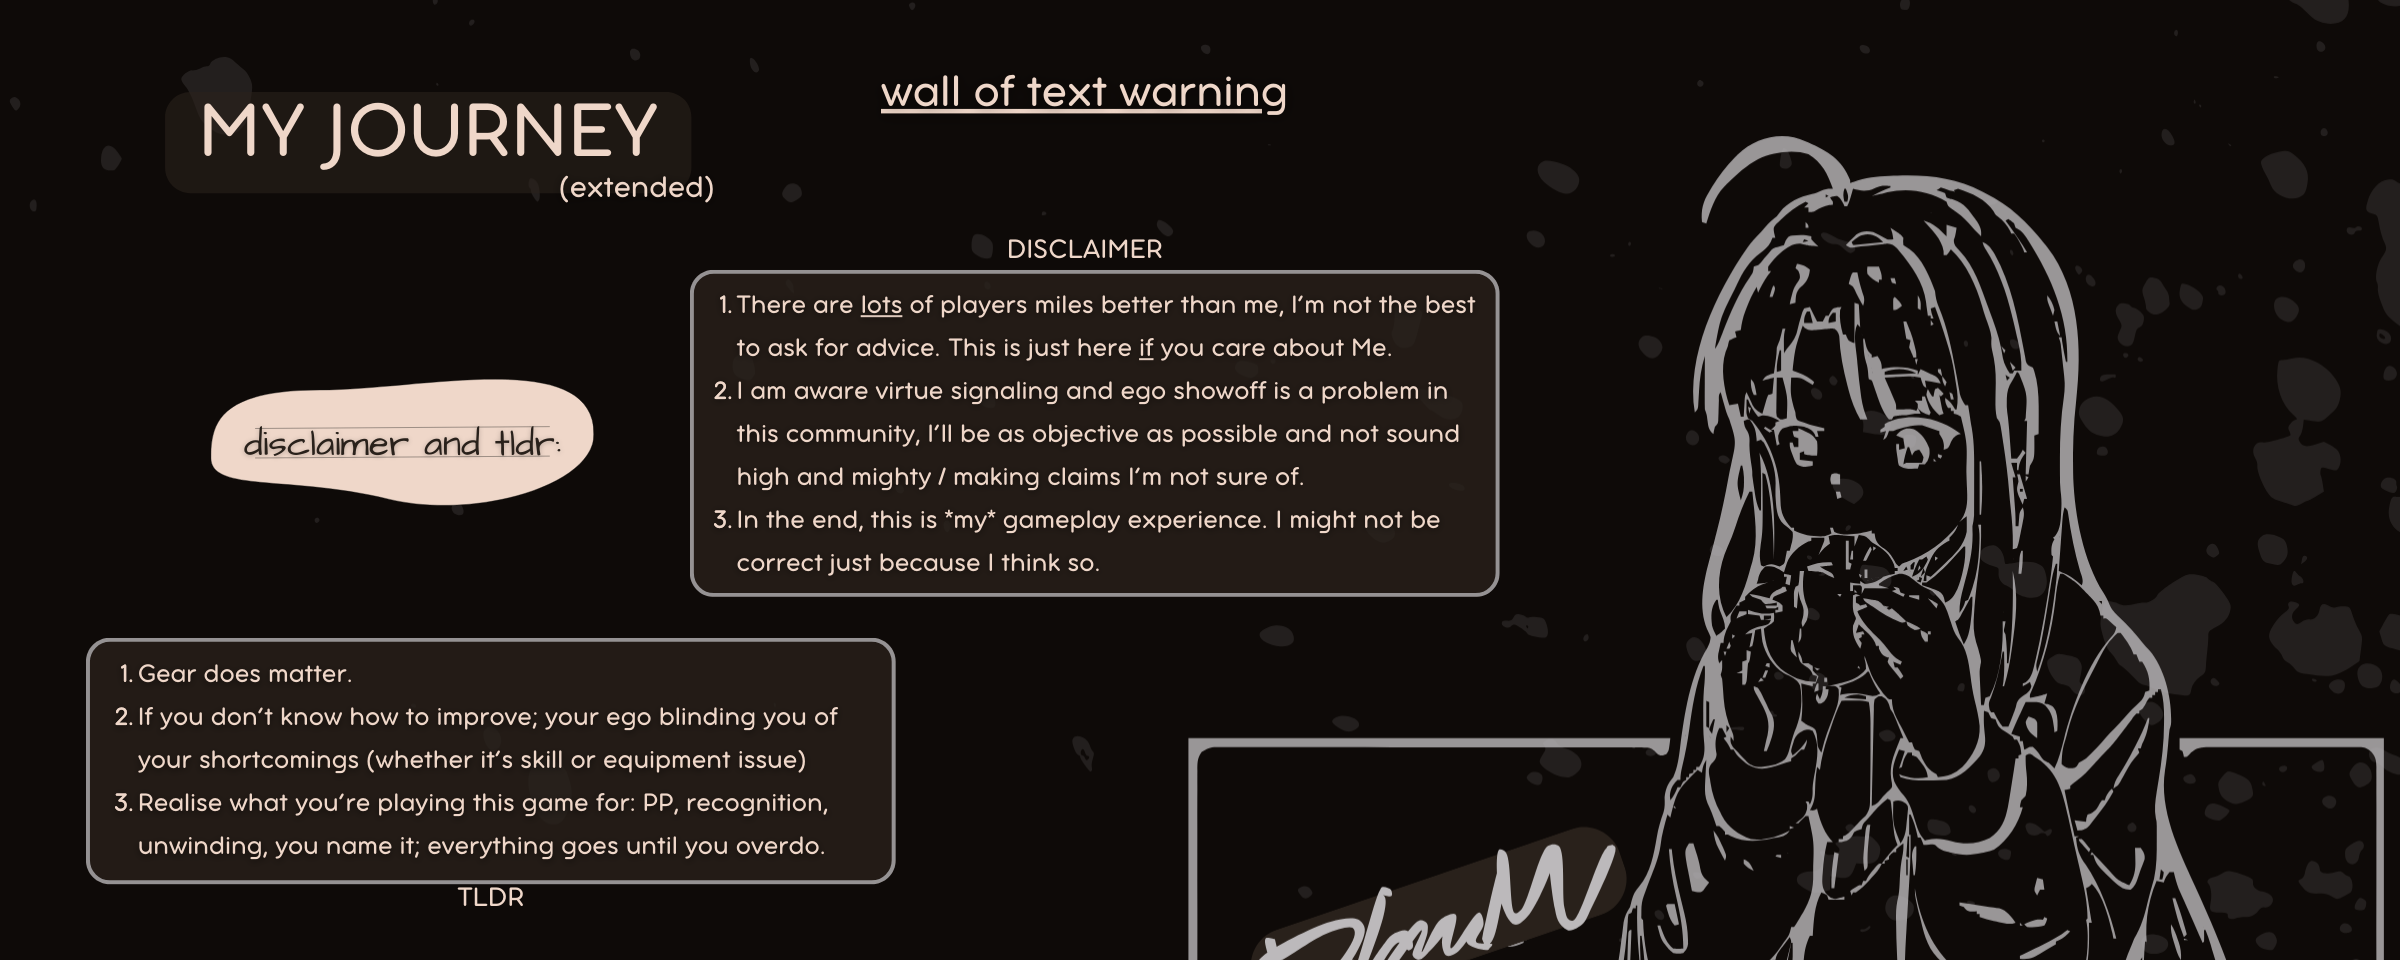 MY JOURNEY
(extended)
wall of text warning
DISCLAIMER
1. There are lots of players miles better than me, I'm not the best
to ask for advice. This is just here if you care about Me.
2. I am aware virtue signaling and ego showoff is a problem in
this community, I'll be as objective as possible and not sound
high and mighty / making claims I'm not sure of.
3. In the end, this is *my* gameplay experience. I might not be
correct just because I think so.
disclaimer and tldr:
1. Gear does matter.
2. If you don't know how to improve; your ego blinding you of
your shortcomings (whether it's skill or equipment issue)
3. Realise what you're playing this game for: PP, recognition,
unwinding, you name it; everything goes until you overdo.
TLDR